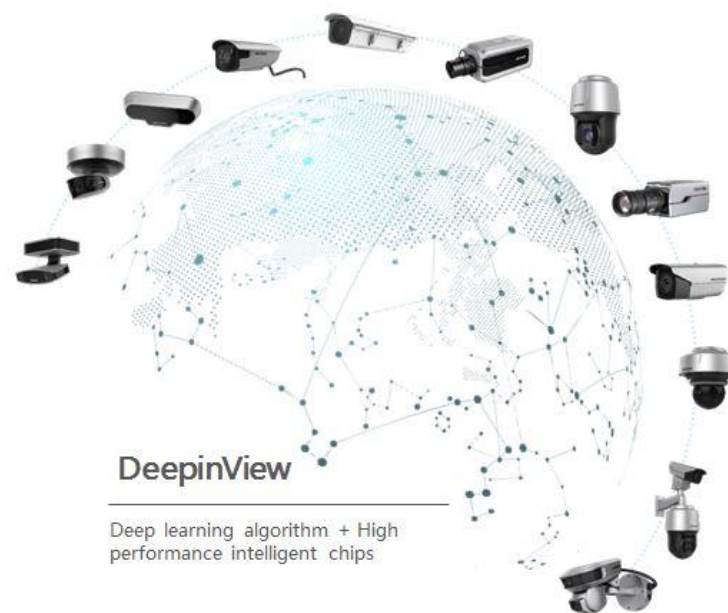 DeepinView
Deep learning algorithm + High
performance intelligent chips